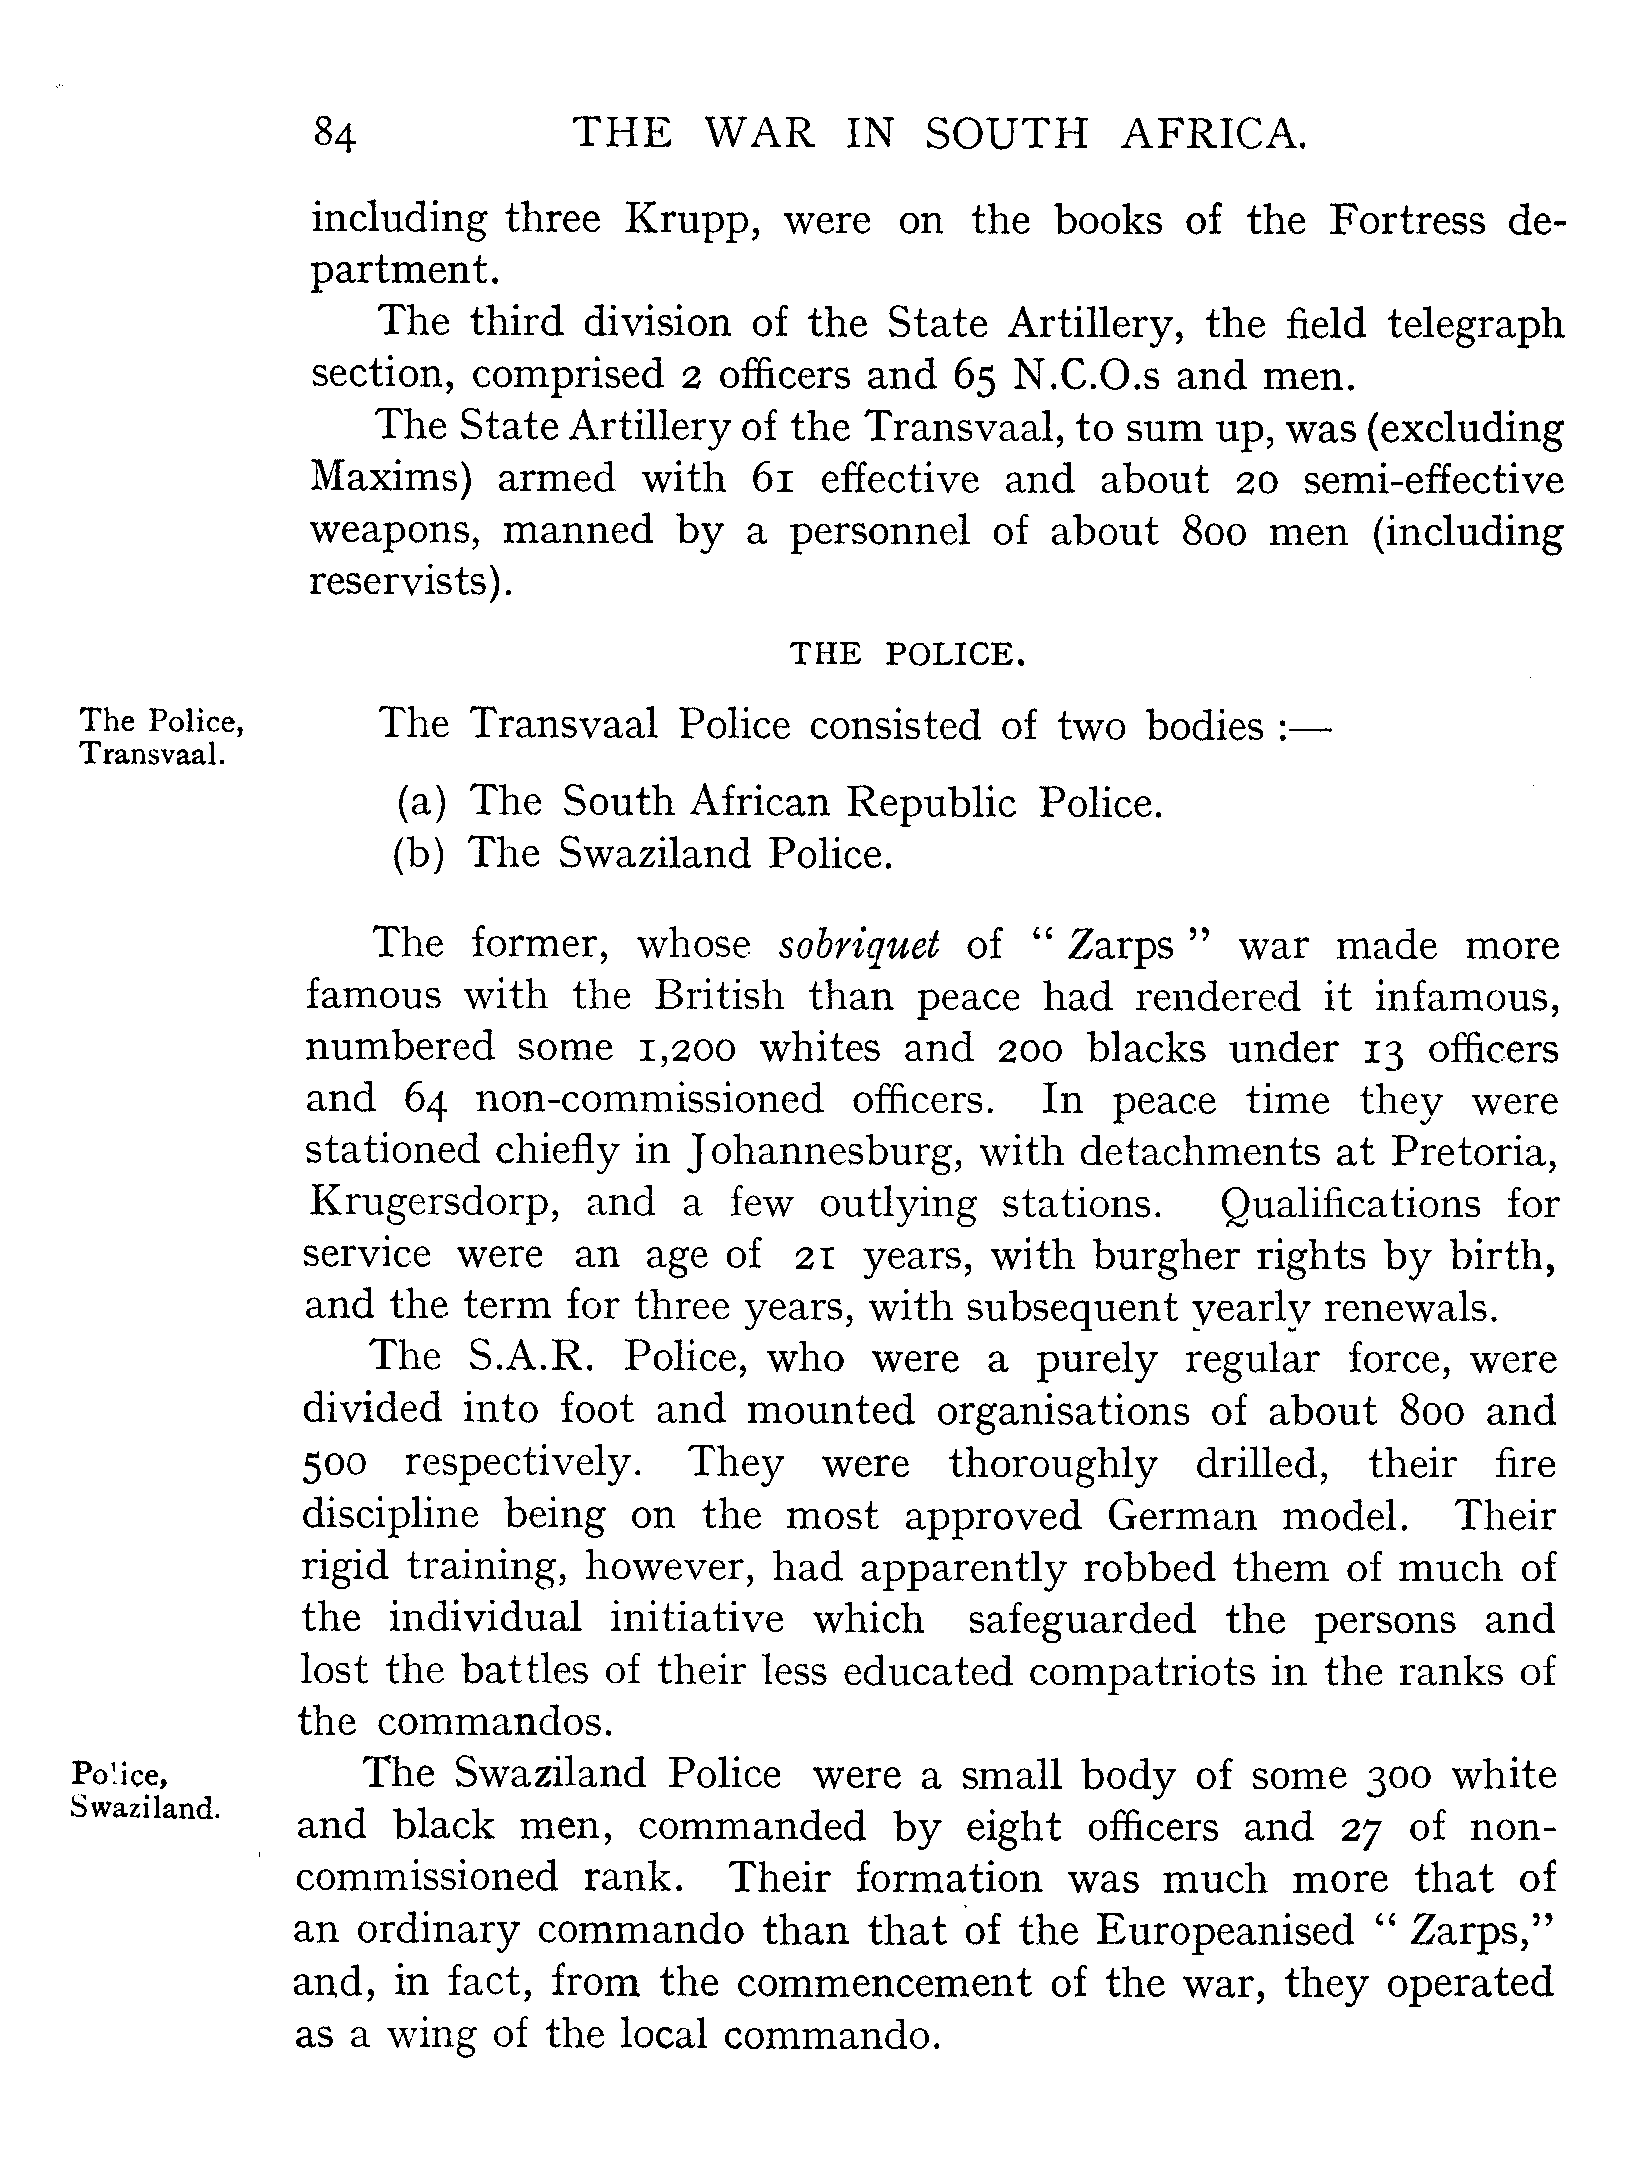 84 THE WAR IN SOUTH AFRICA.
including three Krupp, were on the books of the Fortress de-
partment.
The third division of the State Artillery, the field telegraph
section, comprised 2 officers and 65 N.C.O.s and men.
The State Artillery of the Transvaal, to sum up, was (excluding
Maxims) armed with 61 effective and about 20 semi-effective
weapons, manned by a personnel of about 800 men (including
reservists).
THE POLICE.
The Police,
Transvaal.
The Transvaal Police consisted of two bodies :—
(a) The South African Republic Police.
(b) The Swaziland Police.
The former, whose sobriquet of “ Zarps ” war made more
famous with the British than peace had rendered it infamous,
numbered some 1,200 whites and 200 blacks under 13 officers
and 64 non-commissioned officers. In peace time they were
stationed chiefly in Johannesburg, with detachments at Pretoria,
Krugersdorp, and a few outlying stations. Qualifications for
service were an age of 21 years, with burgher rights by birth,
and the term for three years, with subsequent yearly renewals.
The S.A.R. Police, who were a purely regular force, were
divided into foot and mounted organisations of about 800 and
500 respectively. They were thoroughly drilled, their fire
discipline being on the most approved German model. Their
rigid training, however, had apparently robbed them of much of
the individual initiative which safeguarded the persons and
lost the battles of their less educated compatriots in the ranks of
the commandos.
Police,
Swaziland.
The Swaziland Police were a small body of some 300 white
and black men, commanded by eight officers and 27 of non-
commissioned rank. Their formation was much more that of
an ordinary commando than that of the Europeanised “ Zarps,”
and, in fact, from the commencement of the war, they operated
as a wing of the local commando.